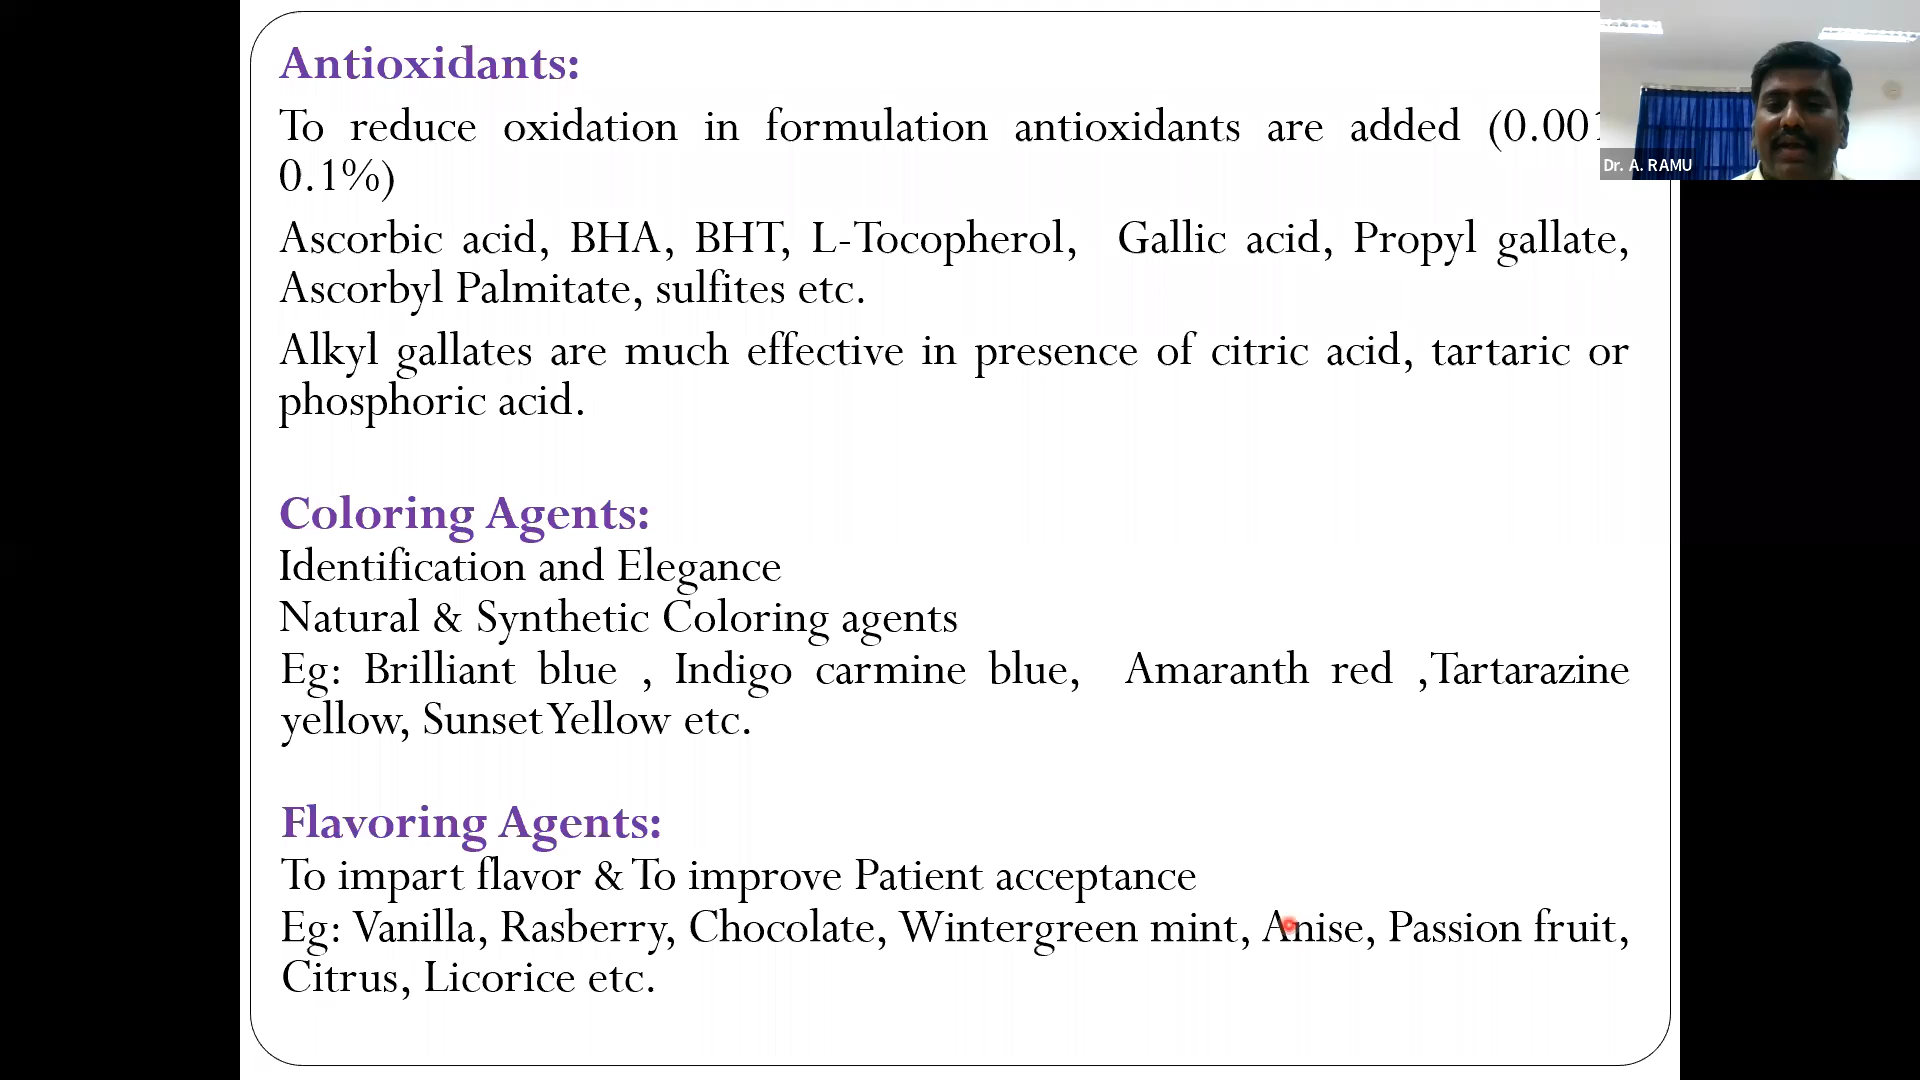 Antioxidants:
To reduce oxidation in formulation antioxidants are added (0.001
0.1%)
Ascorbic acid, BHA, BHT, L-Tocopherol, Gallic acid, Propyl gallate,
Ascorbyl Palmitate, sulfites etc.
Alkyl gallates are much effective in presence of citric acid, tartaric or
phosphoric acid.
Coloring Agents:
Identification and Elegance
Natural & Synthetic Coloring agents
Eg: Brilliant blue , Indigo carmine blue, Amaranth red ,Tartarazine
yellow, Sunset Yellow etc.
Flavoring Agents:
To impart flavor & To improve Patient acceptance
Eg: Vanilla, Rasberry, Chocolate, Wintergreen mint, Anise, Passion fruit,
Citrus, Licorice etc.
Dr. A. RAMU